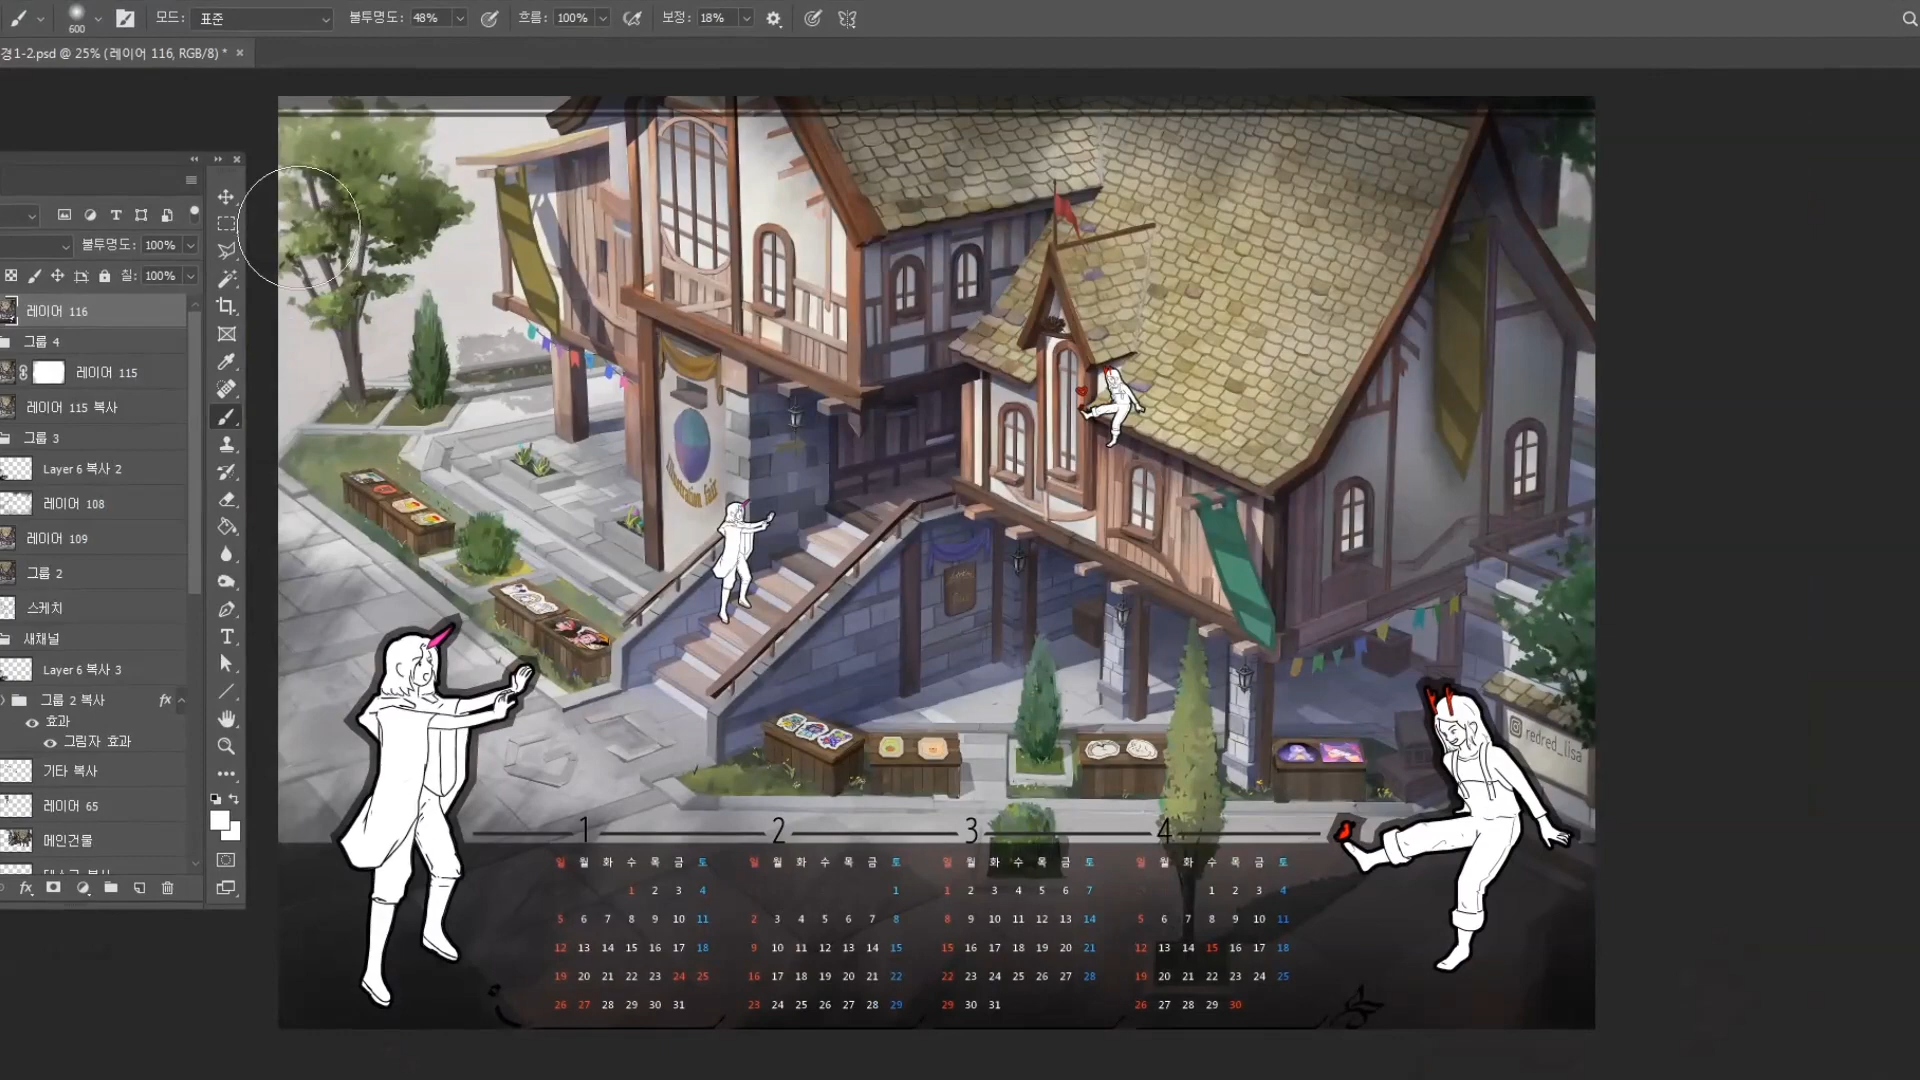 모드: 표준 불투명도: 48% 흐름: 100% 보정: 18%
600
경1-2.psd @ 25% (레이어 116, RGB/8) *
불투명도: 100%
칠: 100%
레이어 116
그룹 4
레이어 115
레이어 115 복사
그룹 3
Layer 6 복사 2
레이어 108
레이어 109
그룹 2
스케치
새채널
Layer 6 복사 3
그룹 2 복사 fx
효과
그림자 효과
기타 복사
레이어 65
메인건물
fx
Illustration fair
redred_lisa
1
일 월 화 수 목 금 토
1 2 3 4
5 6 7 8 9 10 11
12 13 14 15 16 17 18
19 20 21 22 23 24 25
26 27 28 29 30 31
2
일 월 화 수 목 금 토
1
2 3 4 5 6 7 8
9 10 11 12 13 14 15
16 17 18 19 20 21 22
23 24 25 26 27 28 29
3
일 월 화 수 목 금 토
1 2 3 4 5 6 7
8 9 10 11 12 13 14
15 16 17 18 19 20 21
22 23 24 25 26 27 28
29 30 31
4
일 월 화 수 목 금 토
1 2 3 4
5 6 7 8 9 10 11
12 13 14 15 16 17 18
19 20 21 22 23 24 25
26 27 28 29 30